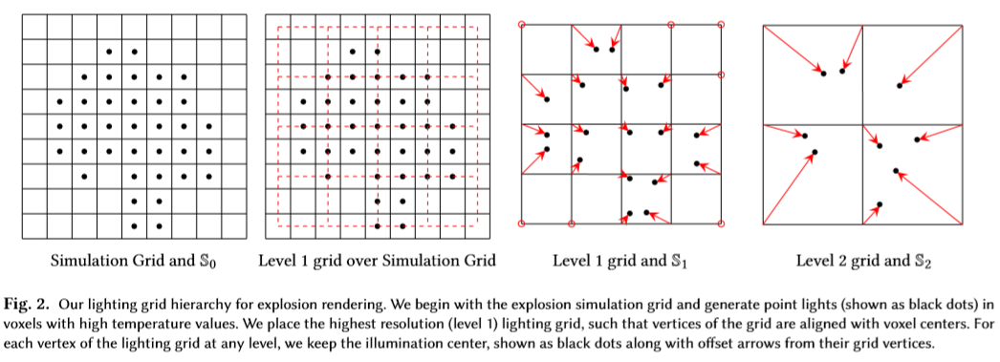 Simulation Grid and 𝕊₀
Level 1 grid over Simulation Grid
Level 1 grid and 𝕊₁
Level 2 grid and 𝕊₂
Fig. 2. Our lighting grid hierarchy for explosion rendering. We begin with the explosion simulation grid and generate point lights (shown as black dots) in
voxels with high temperature values. We place the highest resolution (level 1) lighting grid, such that vertices of the grid are aligned with voxel centers. For
each vertex of the lighting grid at any level, we keep the illumination center, shown as black dots along with offset arrows from their grid vertices.